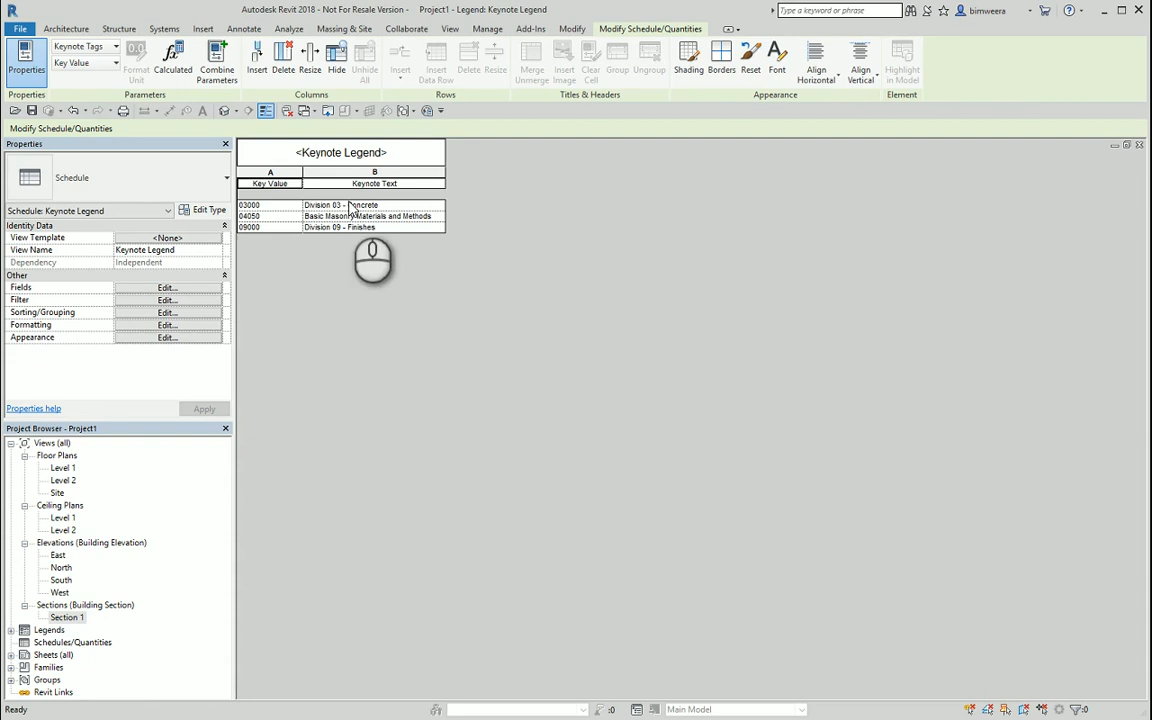 Autodesk Revit 2018 - Not For Resale Version - Project1 - Legend: Keynote Legend
Type a keyword or phrase
bimweera
File Architecture Structure Systems Insert Annotate Analyze Massing & Site Collaborate View Manage Add-Ins Modify Modify Schedule/Quantities
Keynote Tags
Key Value
Properties
Format Unit
Calculated
Combine Parameters
Insert
Delete
Resize
Hide
Unhide All
Insert
Insert Data Row
Delete
Resize
Merge Unmerge
Insert Image
Clear Cell
Group
Ungroup
Shading
Borders
Reset
Font
Align Horizontal
Align Vertical
Highlight in Model
Properties Parameters Columns Rows Titles & Headers Appearance Element
Modify Schedule/Quantities
Properties
Schedule
Schedule: Keynote Legend
Edit Type
Identity Data
View Template <None>
View Name Keynote Legend
Dependency Independent
Other
Fields Edit...
Filter Edit...
Sorting/Grouping Edit...
Formatting Edit...
Appearance Edit...
Properties help
Apply
<Keynote Legend>
A B
Key Value Keynote Text
03000 Division 03 - Concrete
04050 Basic Masonry Materials and Methods
09000 Division 09 - Finishes
Project Browser - Project1
Views (all)
Floor Plans
Level 1
Level 2
Site
Ceiling Plans
Level 1
Level 2
Elevations (Building Elevation)
East
North
South
West
Sections (Building Section)
Section 1
Legends
Schedules/Quantities
Sheets (all)
Families
Groups
Revit Links
Ready
:0
Main Model
:0